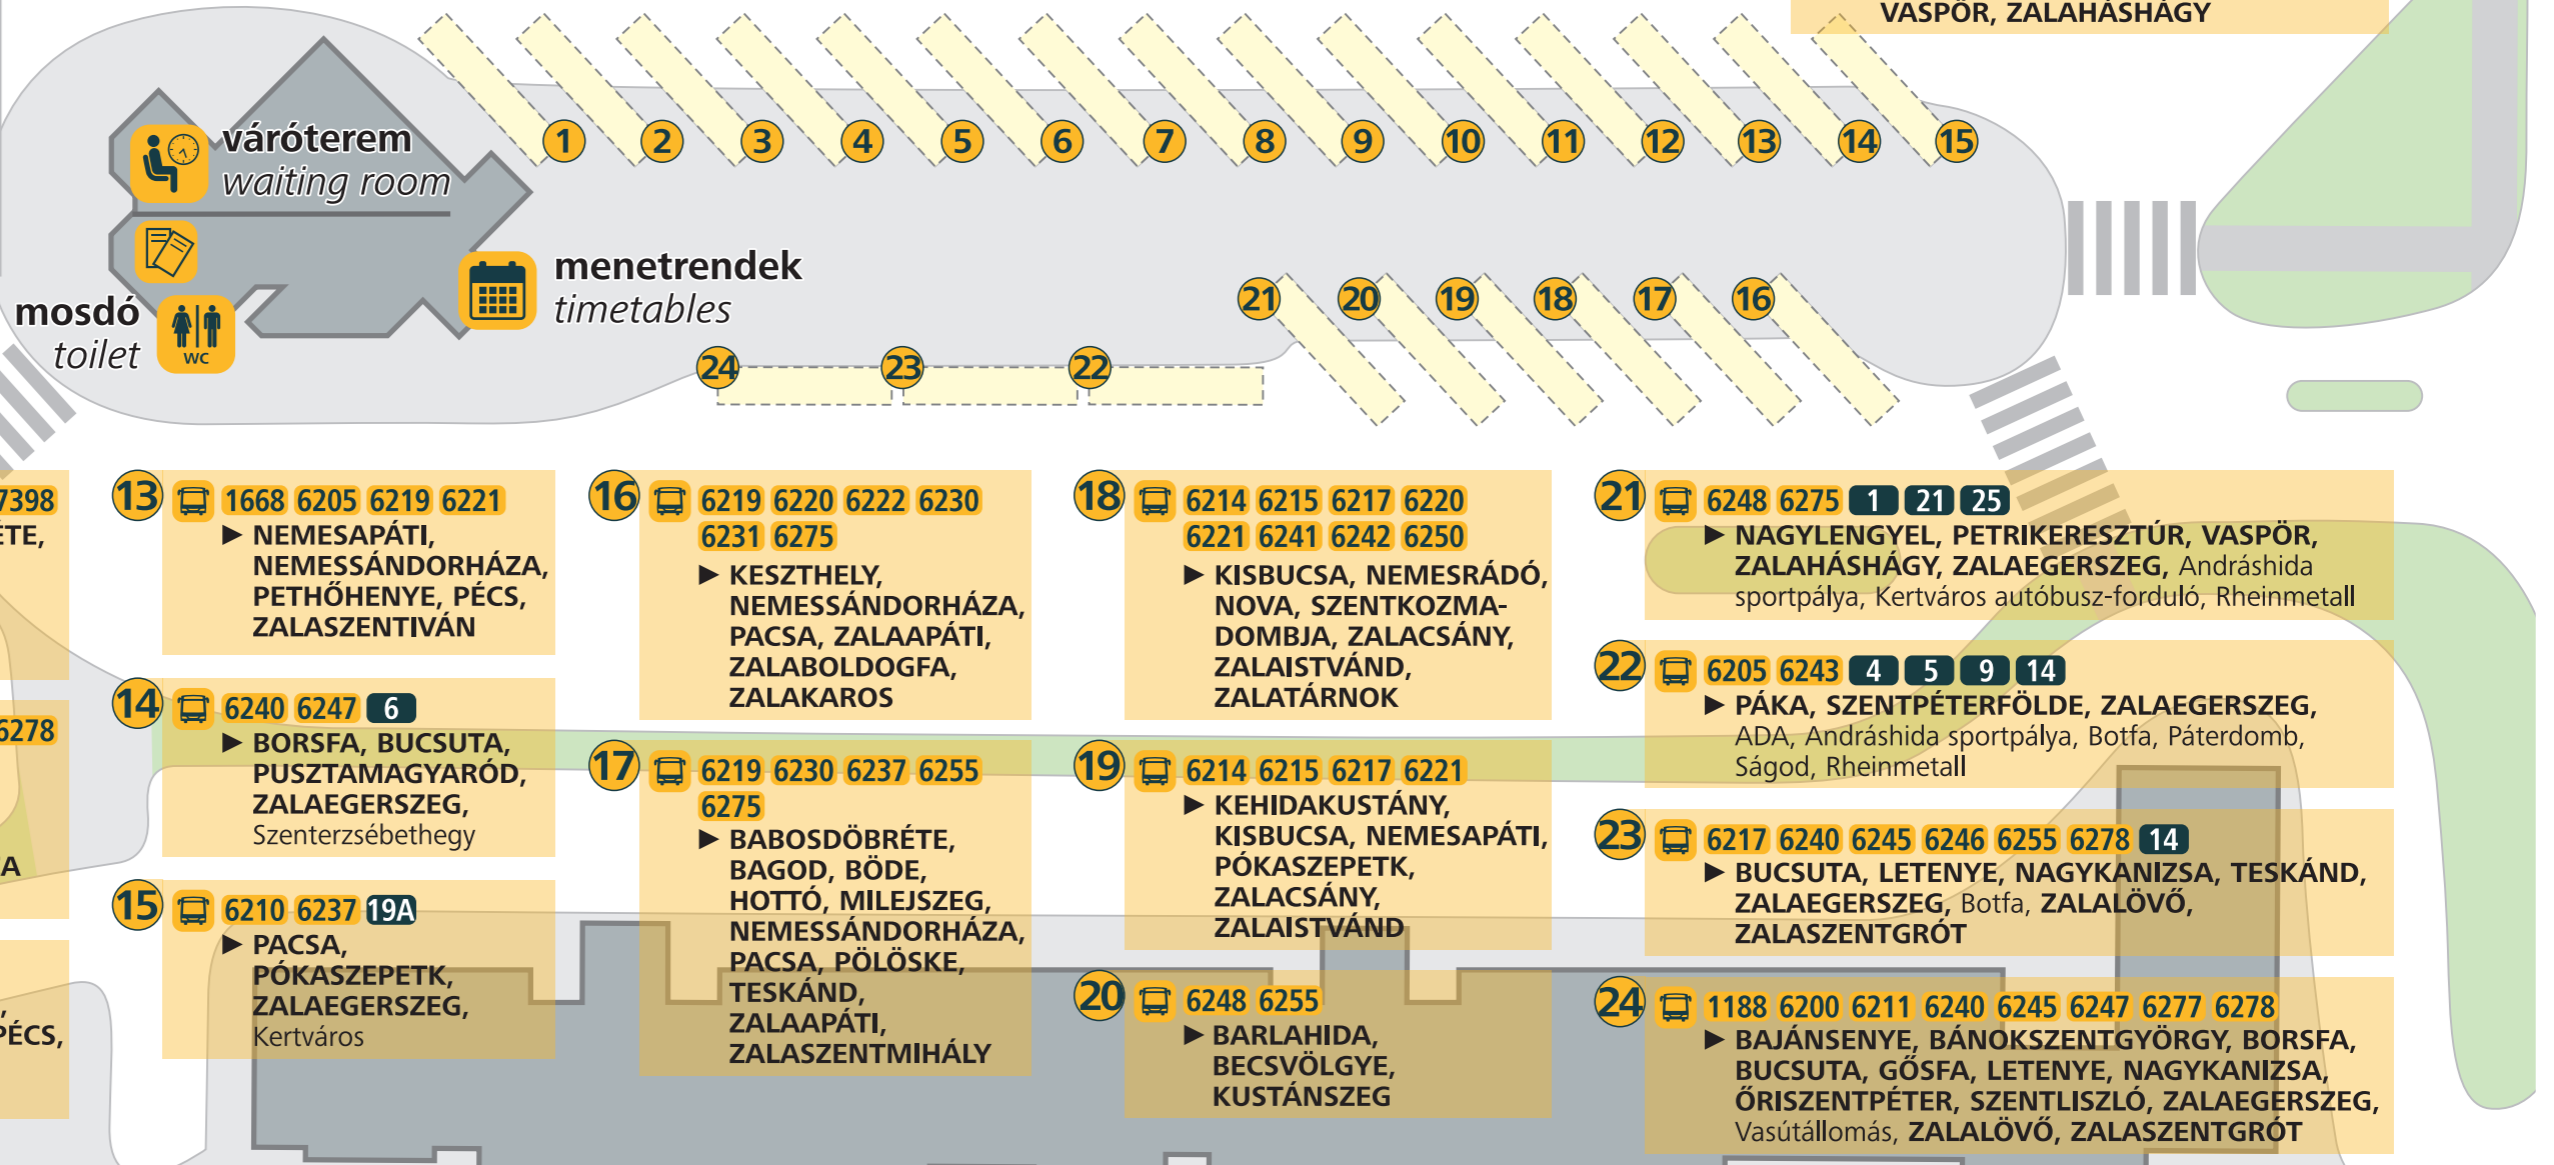 VASPÖR, ZALAHÁSHÁGY
1 2 3 4 5 6 7 8 9 10 11 12 13 14 15
váróterem
waiting room
menetrendek
timetables
mosdó
toilet
WC
21 20 19 18 17 16
24 23 22
7398
ÉTE,
6278
A
,
PÉCS,
13 1668 6205 6219 6221
► NEMESAPÁTI,
NEMESSÁNDORHÁZA,
PETHŐHENYE, PÉCS,
ZALASZENTIVÁN
14 6240 6247 6
► BORSFA, BUCSUTA,
PUSZTAMAGYARÓD,
ZALAEGERSZEG,
Szenterzsébethegy
15 6210 6237 19A
► PACSA,
PÓKASZEPETK,
ZALAEGERSZEG,
Kertváros
16 6219 6220 6222 6230
6231 6275
► KESZTHELY,
NEMESSÁNDORHÁZA,
PACSA, ZALAAPÁTI,
ZALABOLDOGFA,
ZALAKAROS
17 6219 6230 6237 6255
6275
► BABOSDÖBRÉTE,
BAGOD, BÖDE,
HOTTÓ, MILEJSZEG,
NEMESSÁNDORHÁZA,
PACSA, PÖLÖSKE,
TESKÁND,
ZALAAPÁTI,
ZALASZENTMIHÁLY
18 6214 6215 6217 6220
6221 6241 6242 6250
► KISBUCSA, NEMESRÁDÓ,
NOVA, SZENTKOZMA-
DOMBJA, ZALACSÁNY,
ZALAISTVÁND,
ZALATÁRNOK
19 6214 6215 6217 6221
► KEHIDAKUSTÁNY,
KISBUCSA, NEMESAPÁTI,
PÓKASZEPETK,
ZALACSÁNY,
ZALAISTVÁND
20 6248 6255
► BARLAHIDA,
BECSVÖLGYE,
KUSTÁNSZEG
21 6248 6275 1 21 25
► NAGYLENGYEL, PETRIKERESZTÚR, VASPÖR,
ZALAHÁSHÁGY, ZALAEGERSZEG, Andráshida
sportpálya, Kertváros autóbusz-forduló, Rheinmetall
22 6205 6243 4 5 9 14
► PÁKA, SZENTPÉTERFÖLDE, ZALAEGERSZEG,
ADA, Andráshida sportpálya, Botfa, Páterdomb,
Ságod, Rheinmetall
23 6217 6240 6245 6246 6255 6278 14
► BUCSUTA, LETENYE, NAGYKANIZSA, TESKÁND,
ZALAEGERSZEG, Botfa, ZALALÖVŐ,
ZALASZENTGRÓT
24 1188 6200 6211 6240 6245 6247 6277 6278
► BAJÁNSENYE, BÁNOKSZENTGYÖRGY, BORSFA,
BUCSUTA, GŐSFA, LETENYE, NAGYKANIZSA,
ŐRISZENTPÉTER, SZENTLISZLÓ, ZALAEGERSZEG,
Vasútállomás, ZALALÖVŐ, ZALASZENTGRÓT